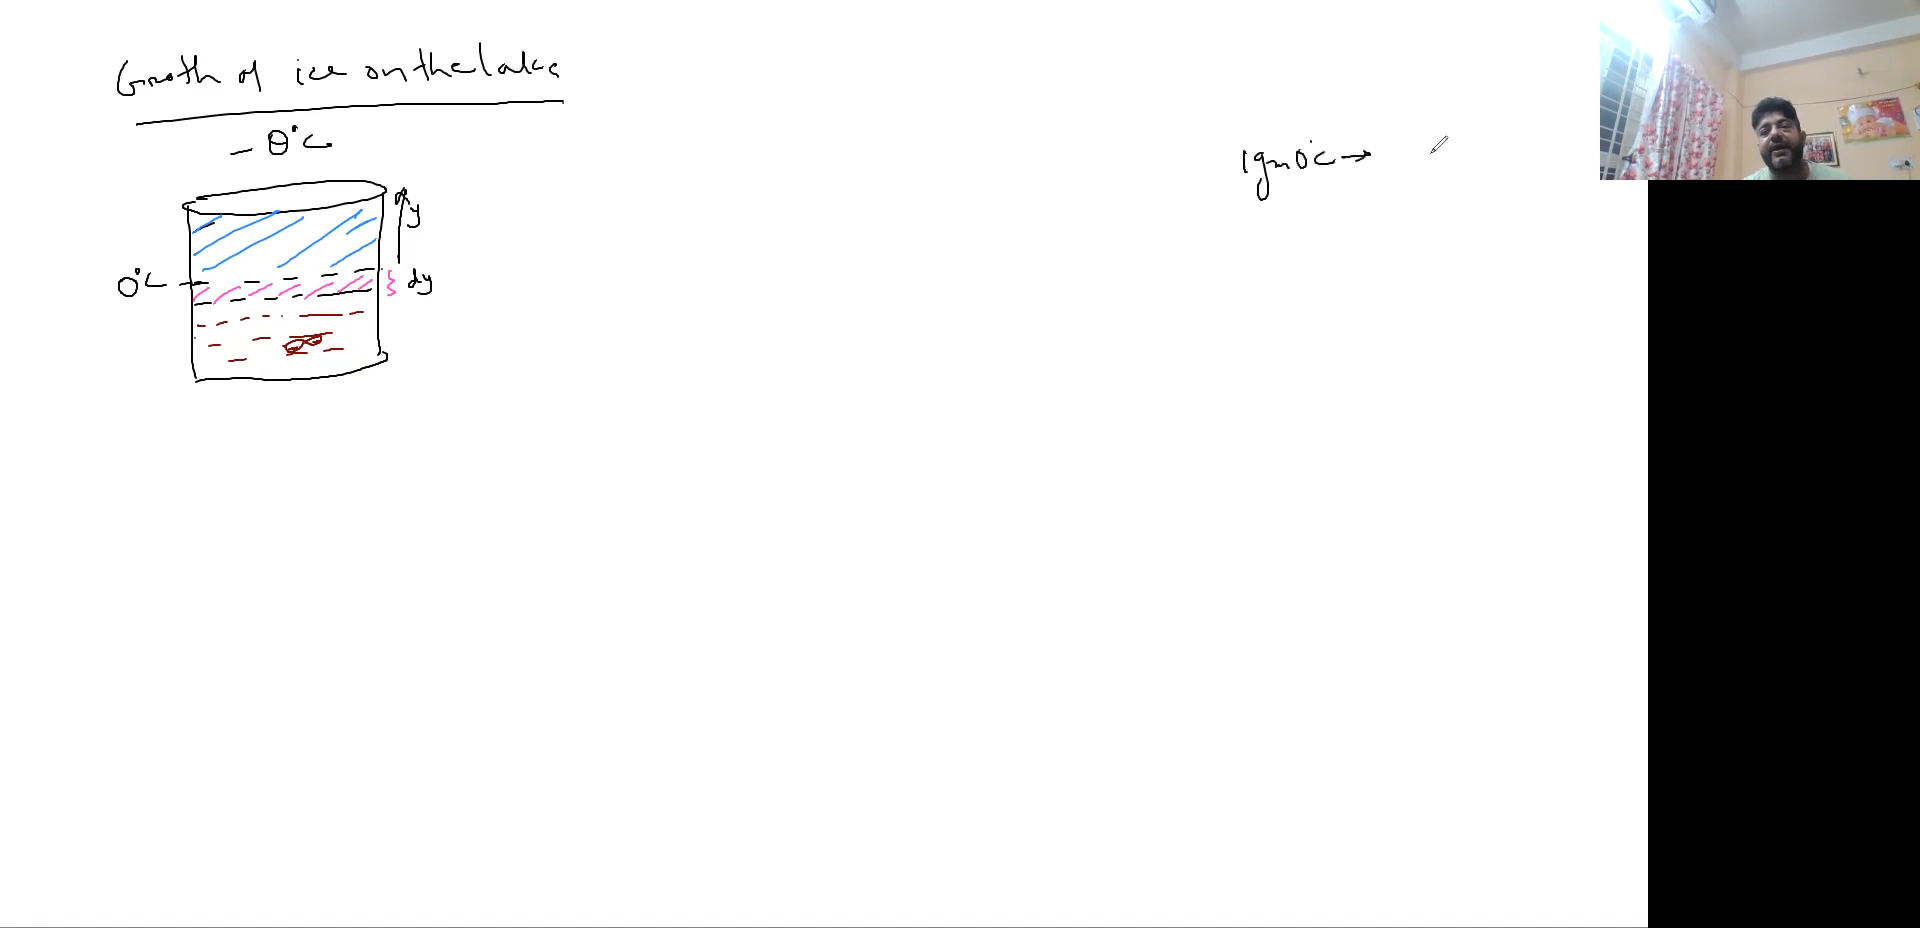 Growth of ice on the lake
- θ°C
y
0°C
dy
1gm 0°C →